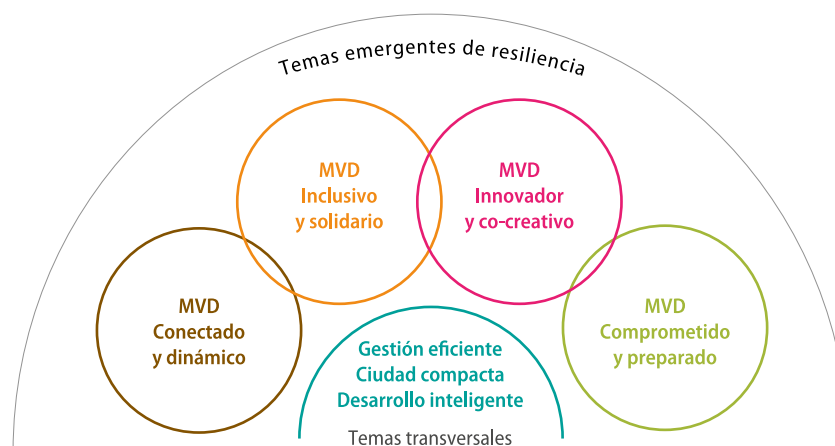 Temas emergentes de resiliencia
MVD
Inclusivo
y solidario
MVD
Innovador
y co-creativo
MVD
Conectado
y dinámico
MVD
Comprometido
y preparado
Gestión eficiente
Ciudad compacta
Desarrollo inteligente
Temas transversales